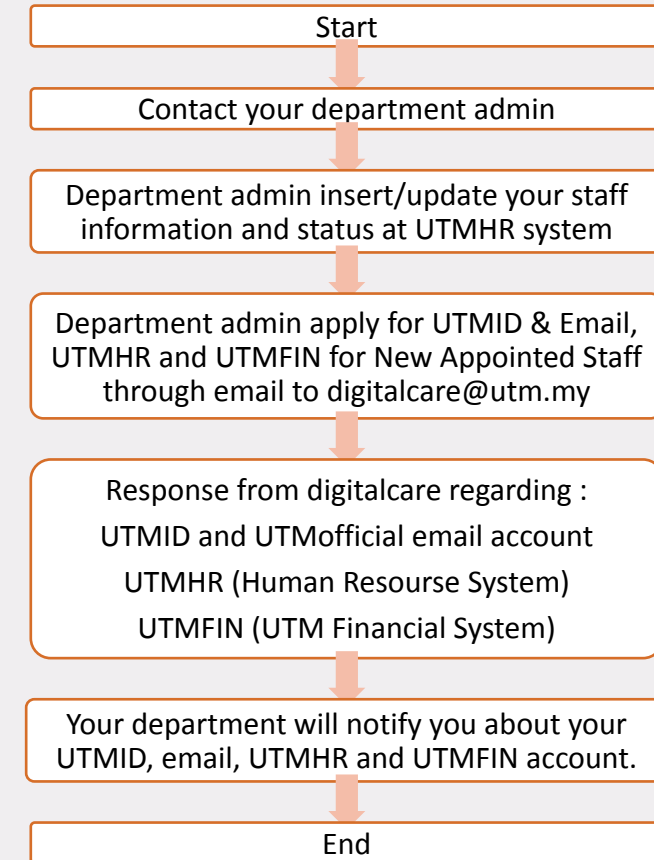 Start
Contact your department admin
Department admin insert/update your staff
information and status at UTMHR system
Department admin apply for UTMID & Email,
UTMHR and UTMFIN for New Appointed Staff
through email to digitalcare@utm.my
Response from digitalcare regarding :
UTMID and UTMofficial email account
UTMHR (Human Resourse System)
UTMFIN (UTM Financial System)
Your department will notify you about your
UTMID, email, UTMHR and UTMFIN account.
End